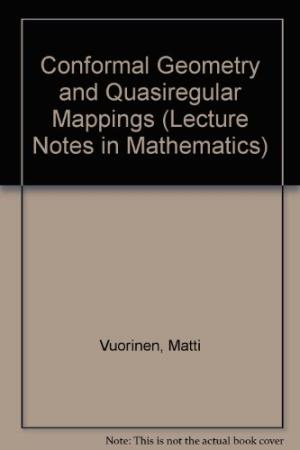 Conformal Geometry
and Quasiregular
Mappings (Lecture
Notes in Mathematics)
Vuorinen, Matti
Note: This is not the actual book cover